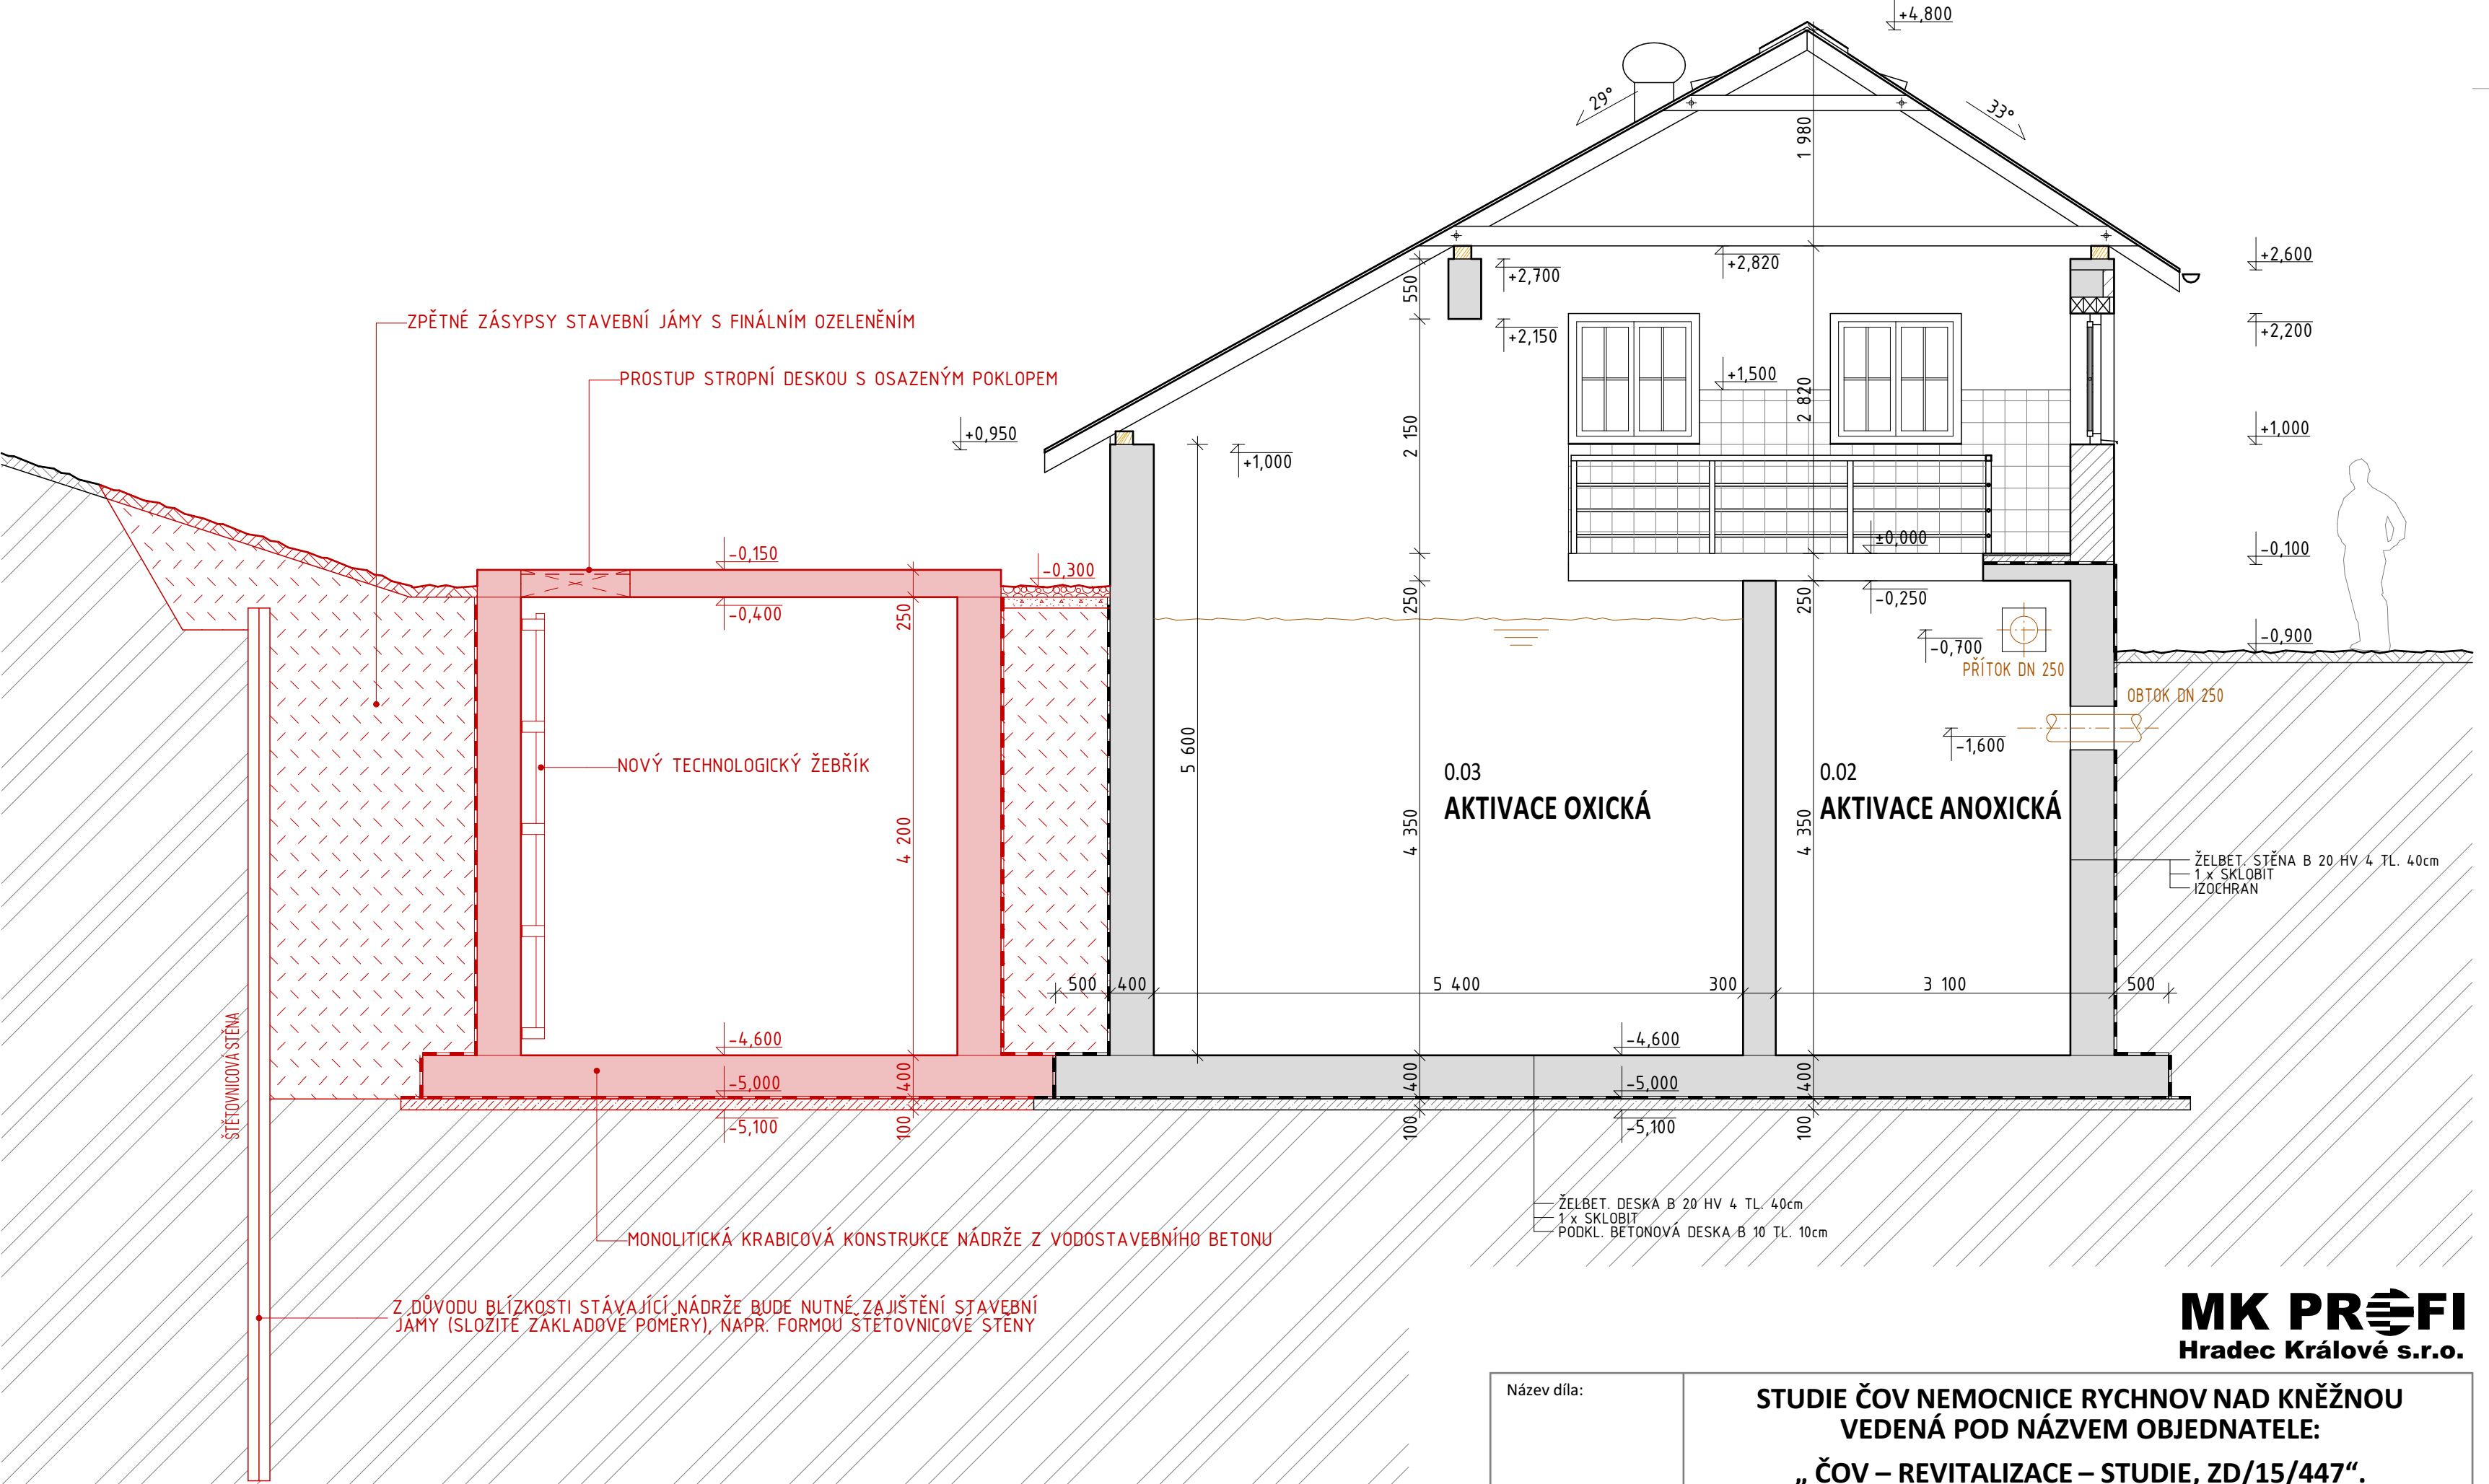 +4,800
29°
33°
1 980
+2,600
+2,700
+2,820
550
+2,150
+2,200
ZPĚTNÉ ZÁSYPSY STAVEBNÍ JÁMY S FINÁLNÍM OZELENĚNÍM
PROSTUP STROPNÍ DESKOU S OSAZENÝM POKLOPEM
+1,500
2 820
+0,950
2 150
+1,000
+1,000
-0,150
-0,300
±0,000
-0,100
-0,400
250
250
250
-0,250
-0,700
-0,900
PŘÍTOK DN 250
OBTOK DN 250
-1,600
5 600
NOVÝ TECHNOLOGICKÝ ŽEBŘÍK
0.03
AKTIVACE OXICKÁ
0.02
AKTIVACE ANOXICKÁ
4 200
4 350
4 350
ŽELBET. STĚNA B 20 HV 4 TL. 40cm
1 x SKLOBIT
IZOCHRAN
500
400
5 400
300
3 100
500
ŠTĚTOVNICOVÁ STĚNA
-4,600
-4,600
-5,000
400
400
-5,000
400
-5,100
100
100
-5,100
100
ŽELBET. DESKA B 20 HV 4 TL. 40cm
1 x SKLOBIT
PODKL. BETONOVÁ DESKA B 10 TL. 10cm
MONOLITICKÁ KRABICOVÁ KONSTRUKCE NÁDRŽE Z VODOSTAVEBNÍHO BETONU
Z DŮVODU BLÍZKOSTI STÁVAJÍCÍ NÁDRŽE BUDE NUTNÉ ZAJIŠTĚNÍ STAVEBNÍ
JÁMY (SLOŽITÉ ZÁKLADOVÉ POMĚRY), NAPŘ. FORMOU ŠTĚTOVNICOVÉ STĚNY
MK PROFI
Hradec Králové s.r.o.
Název díla:
STUDIE ČOV NEMOCNICE RYCHNOV NAD KNĚŽNOU
VEDENÁ POD NÁZVEM OBJEDNATELE:
„ ČOV – REVITALIZACE – STUDIE, ZD/15/447“.